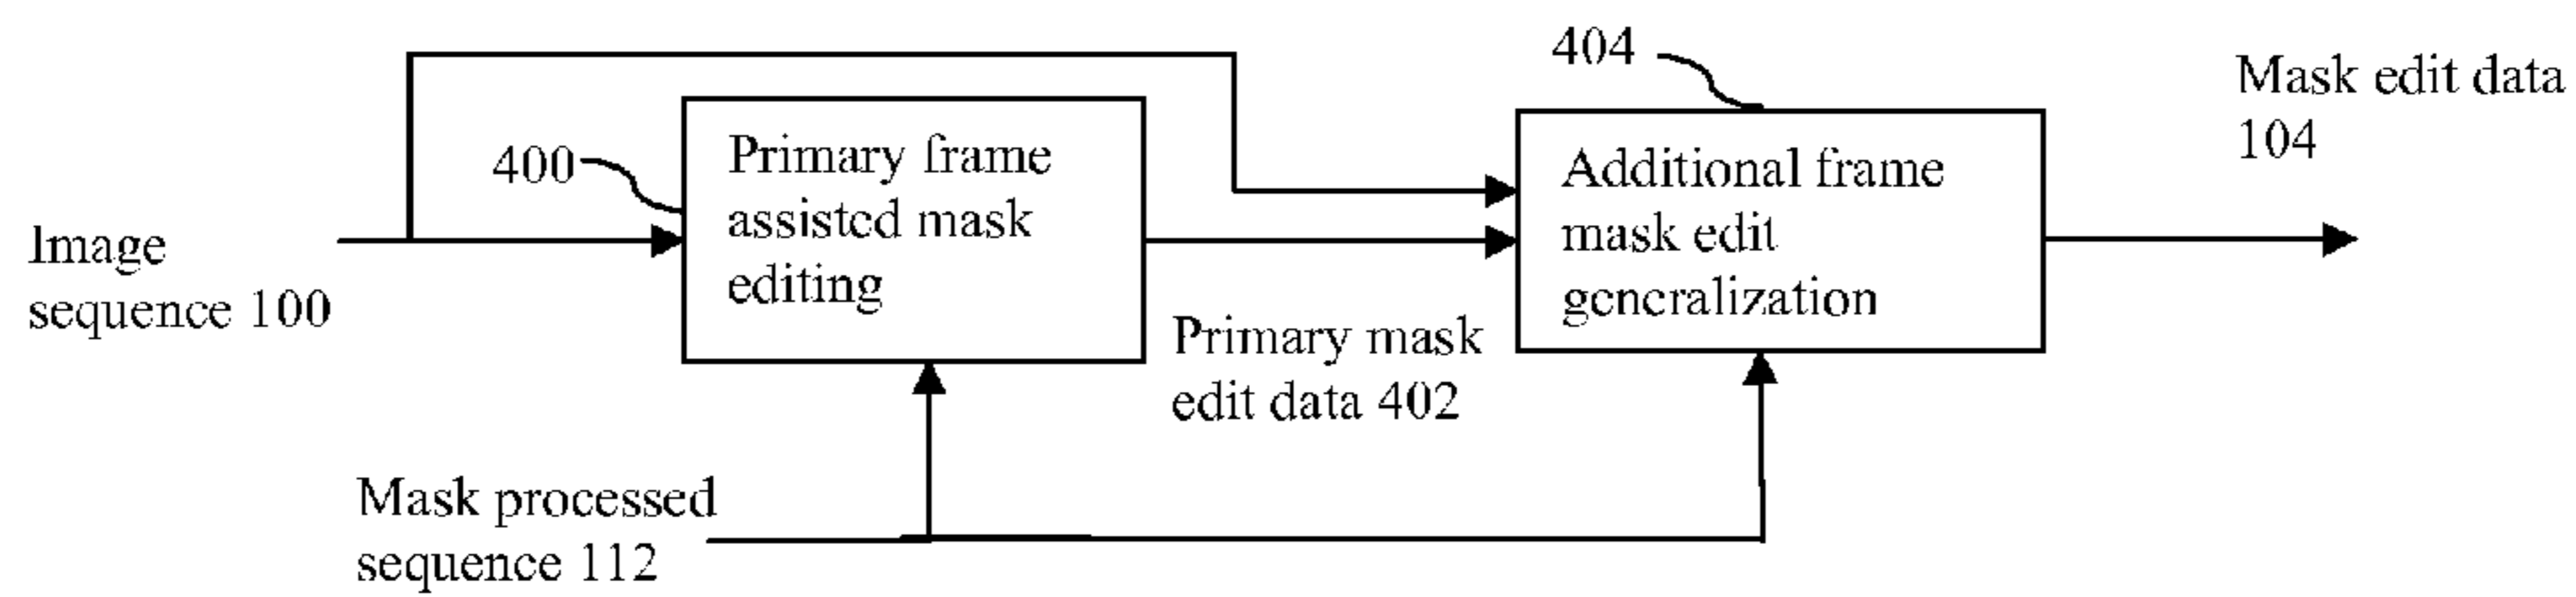 404
Mask edit data
104
400
Primary frame
assisted mask
editing
Additional frame
mask edit
generalization
Image
sequence 100
Primary mask
edit data 402
Mask processed
sequence 112